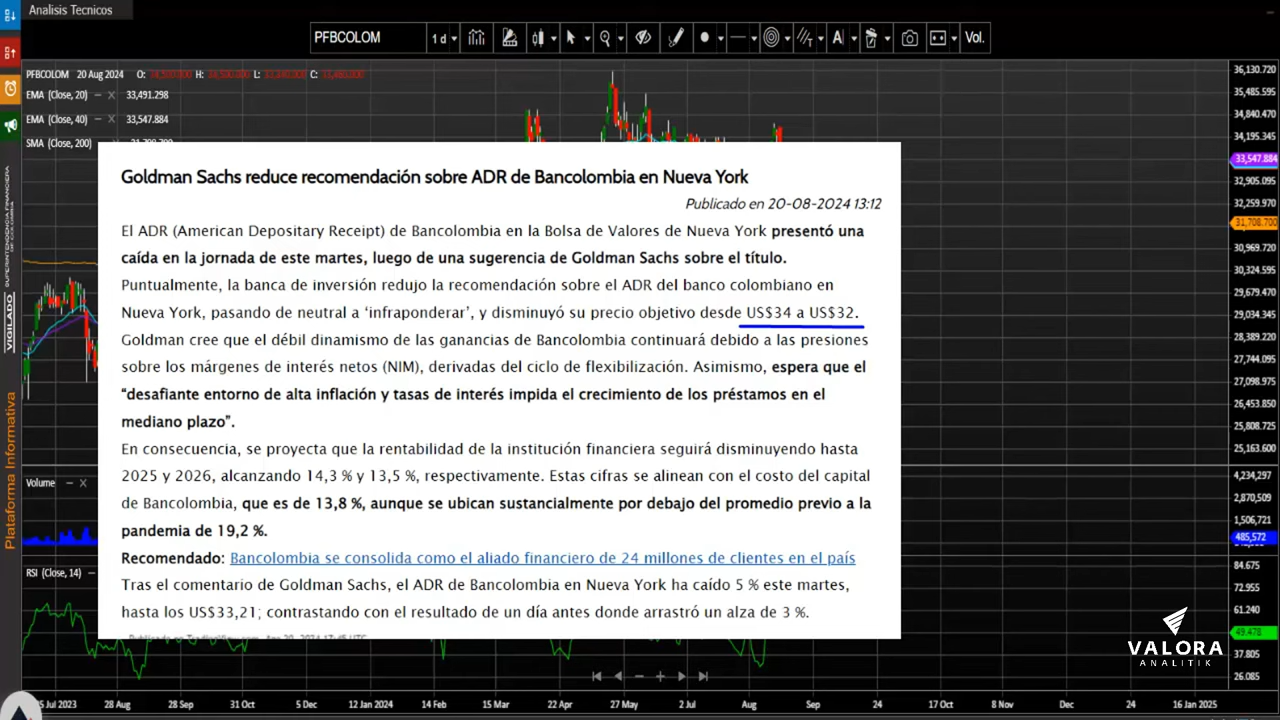 Analisis Tecnicos
PFBCOLOM
1 d
A
Vol.
PFBCOLOM 20 Aug 2024 O: H: L: C:
EMA (Close, 20) 33,491.298
EMA (Close, 40) 33,547.884
SMA (Close, 200)
Goldman Sachs reduce recomendación sobre ADR de Bancolombia en Nueva York
Publicado en 20-08-2024 13:12
El ADR (American Depositary Receipt) de Bancolombia en la Bolsa de Valores de Nueva York presentó una
caída en la jornada de este martes, luego de una sugerencia de Goldman Sachs sobre el título.
Puntualmente, la banca de inversión redujo la recomendación sobre el ADR del banco colombiano en
Nueva York, pasando de neutral a ‘infraponderar’, y disminuyó su precio objetivo desde US$34 a US$32.
Goldman cree que el débil dinamismo de las ganancias de Bancolombia continuará debido a las presiones
sobre los márgenes de interés netos (NIM), derivadas del ciclo de flexibilización. Asimismo, espera que el
“desafiante entorno de alta inflación y tasas de interés impida el crecimiento de los préstamos en el
mediano plazo”.
En consecuencia, se proyecta que la rentabilidad de la institución financiera seguirá disminuyendo hasta
2025 y 2026, alcanzando 14,3 % y 13,5 %, respectivamente. Estas cifras se alinean con el costo del capital
de Bancolombia, que es de 13,8 %, aunque se ubican sustancialmente por debajo del promedio previo a la
pandemia de 19,2 %.
Recomendado: Bancolombia se consolida como el aliado financiero de 24 millones de clientes en el país
Tras el comentario de Goldman Sachs, el ADR de Bancolombia en Nueva York ha caído 5 % este martes,
hasta los US$33,21; contrastando con el resultado de un día antes donde arrastró un alza de 3 %.
36,130.720
35,485.595
34,840.470
34,195.345
33,547.884
32,905.095
32,259.970
31,708.700
30,969.720
30,324.595
29,679.470
29,034.345
28,389.220
27,744.095
27,098.975
26,453.850
25,808.725
25,163.600
Volume
4,234,297
2,870,509
1,506,721
485,572
RSI (Close, 14)
84.675
72.955
61.240
49.478
37.805
26.085
VALORA
ANALITIK
5 Jul 2023 28 Aug 28 Sep 31 Oct 5 Dec 12 Jan 2024 14 Feb 15 Mar 22 Apr 27 May 2 Jul Aug Sep 24 17 Oct 8 Nov Dec 24 16 Jan 2025
VIGILADO SUPERINTENDENCIA FINANCIERA DE COLOMBIA
Plataforma Informativa